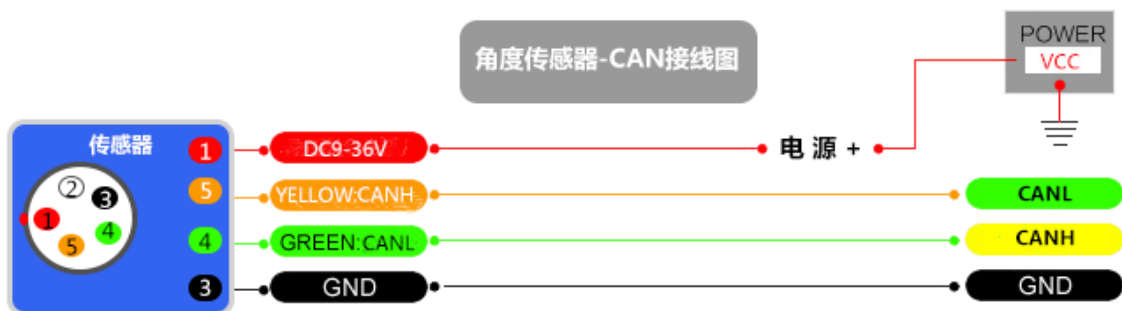 POWER
VCC
角度传感器-CAN接线图
传感器
1
DC9-36V
电 源 +
5
YELLOW:CANH
CANL
4
GREEN:CANL
CANH
3
GND
GND
2
3
1
4
5